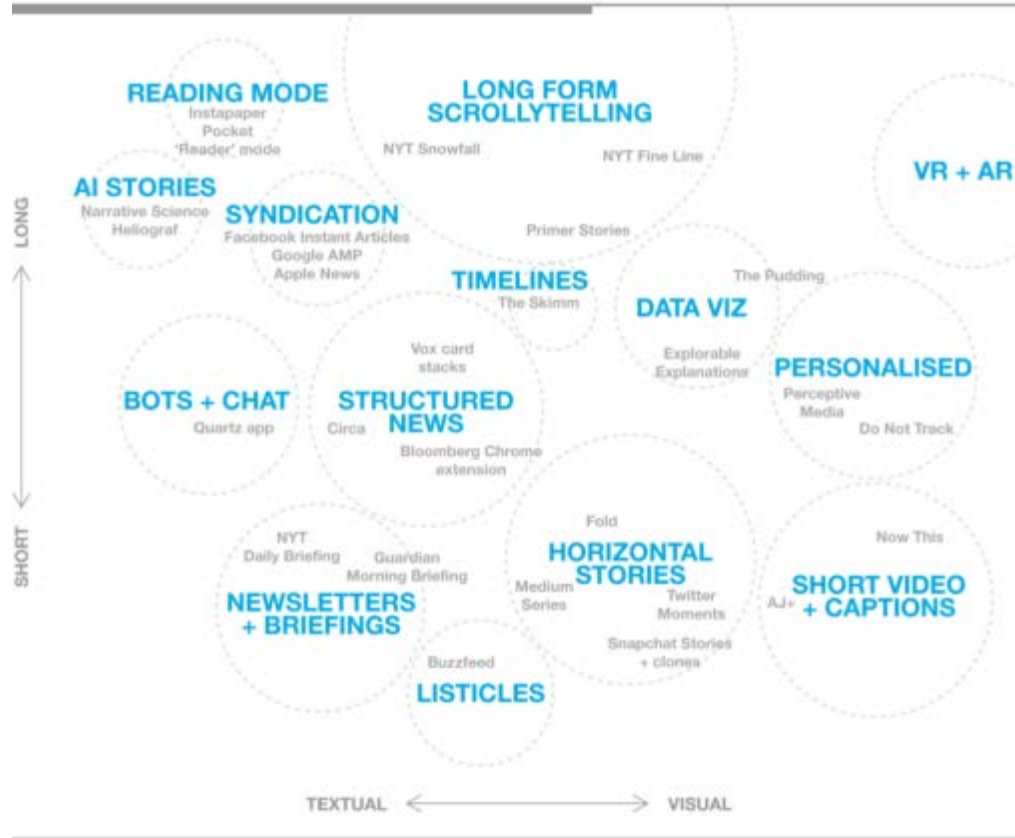 READING MODE
Instapaper
Pocket
'Reader' mode
LONG FORM
SCROLLYTELLING
NYT Snowfall
NYT Fine Line
Primer Stories
VR + AR
AI STORIES
Narrative Science
Heliograf
SYNDICATION
Facebook Instant Articles
Google AMP
Apple News
LONG
TIMELINES
The Skimm
DATA VIZ
The Pudding
Explorable
Explanations
PERSONALISED
Perceptive
Media
Do Not Track
BOTS + CHAT
Quartz app
Vox card
stacks
STRUCTURED
NEWS
Circa
Bloomberg Chrome
extension
SHORT
NYT
Daily Briefing
Guardian
Morning Briefing
NEWSLETTERS
+ BRIEFINGS
Fold
HORIZONTAL
STORIES
Medium
Series
Twitter
Moments
Snapchat Stories
+ clones
Now This
SHORT VIDEO
+ CAPTIONS
AJ+
Buzzfeed
LISTICLES
TEXTUAL
VISUAL